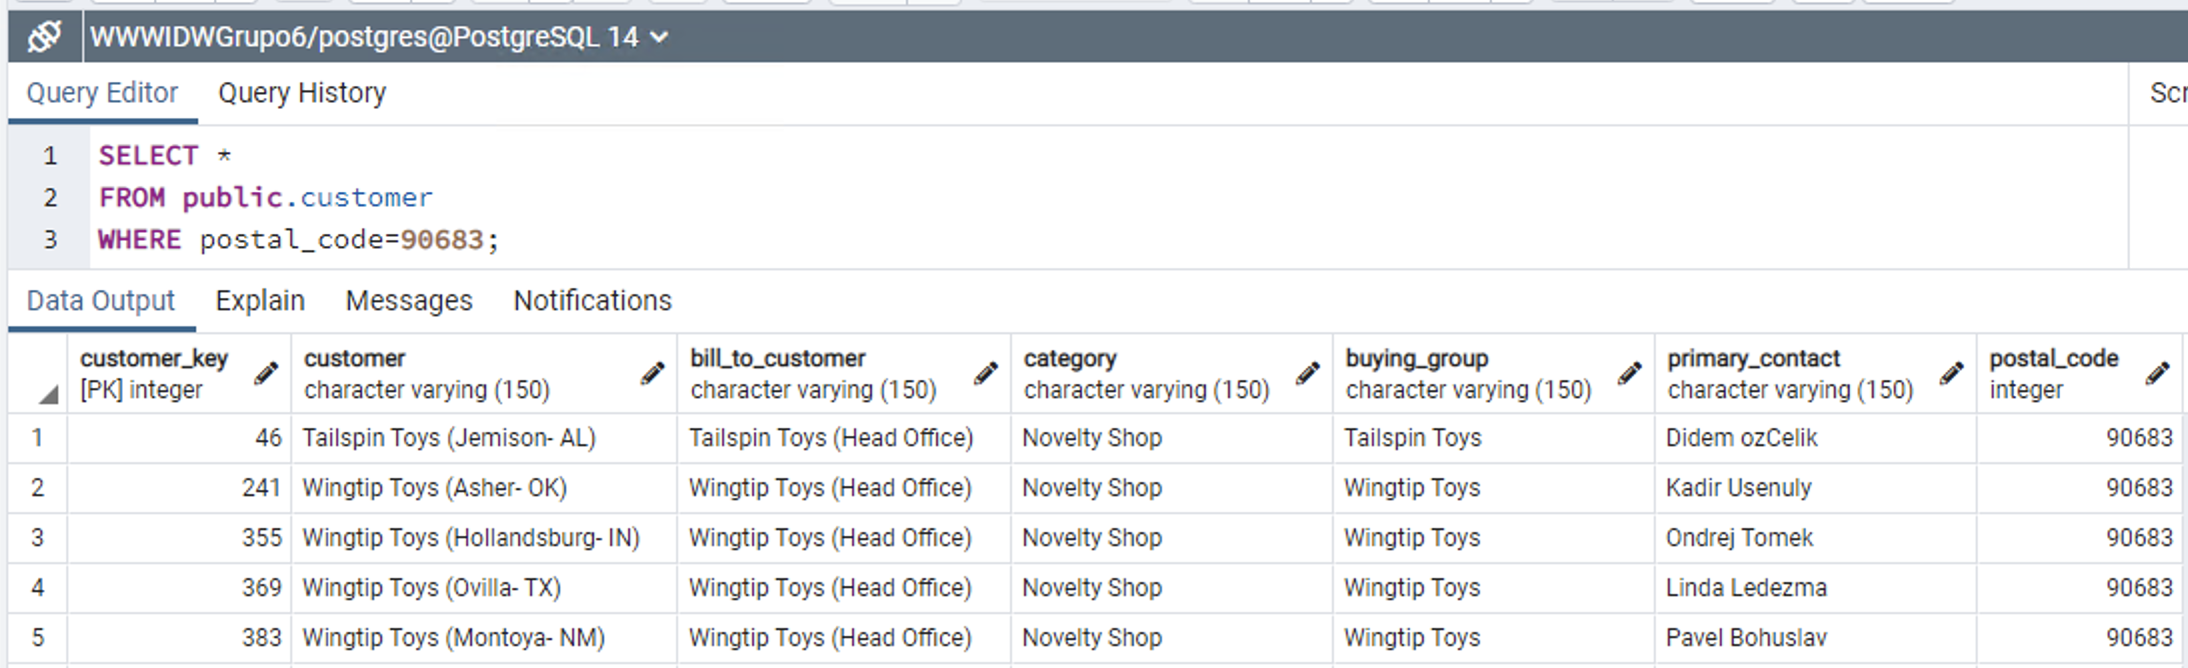 WWWIDWGrupo6/postgres@PostgreSQL 14
Query Editor Query History Scr
1 SELECT *
2 FROM public.customer
3 WHERE postal_code=90683;
Data Output Explain Messages Notifications
customer_key customer bill_to_customer category buying_group primary_contact postal_code
[PK] integer character varying (150) character varying (150) character varying (150) character varying (150) character varying (150) integer
1 46 Tailspin Toys (Jemison- AL) Tailspin Toys (Head Office) Novelty Shop Tailspin Toys Didem ozCelik 90683
2 241 Wingtip Toys (Asher- OK) Wingtip Toys (Head Office) Novelty Shop Wingtip Toys Kadir Usenuly 90683
3 355 Wingtip Toys (Hollandsburg- IN) Wingtip Toys (Head Office) Novelty Shop Wingtip Toys Ondrej Tomek 90683
4 369 Wingtip Toys (Ovilla- TX) Wingtip Toys (Head Office) Novelty Shop Wingtip Toys Linda Ledezma 90683
5 383 Wingtip Toys (Montoya- NM) Wingtip Toys (Head Office) Novelty Shop Wingtip Toys Pavel Bohuslav 90683